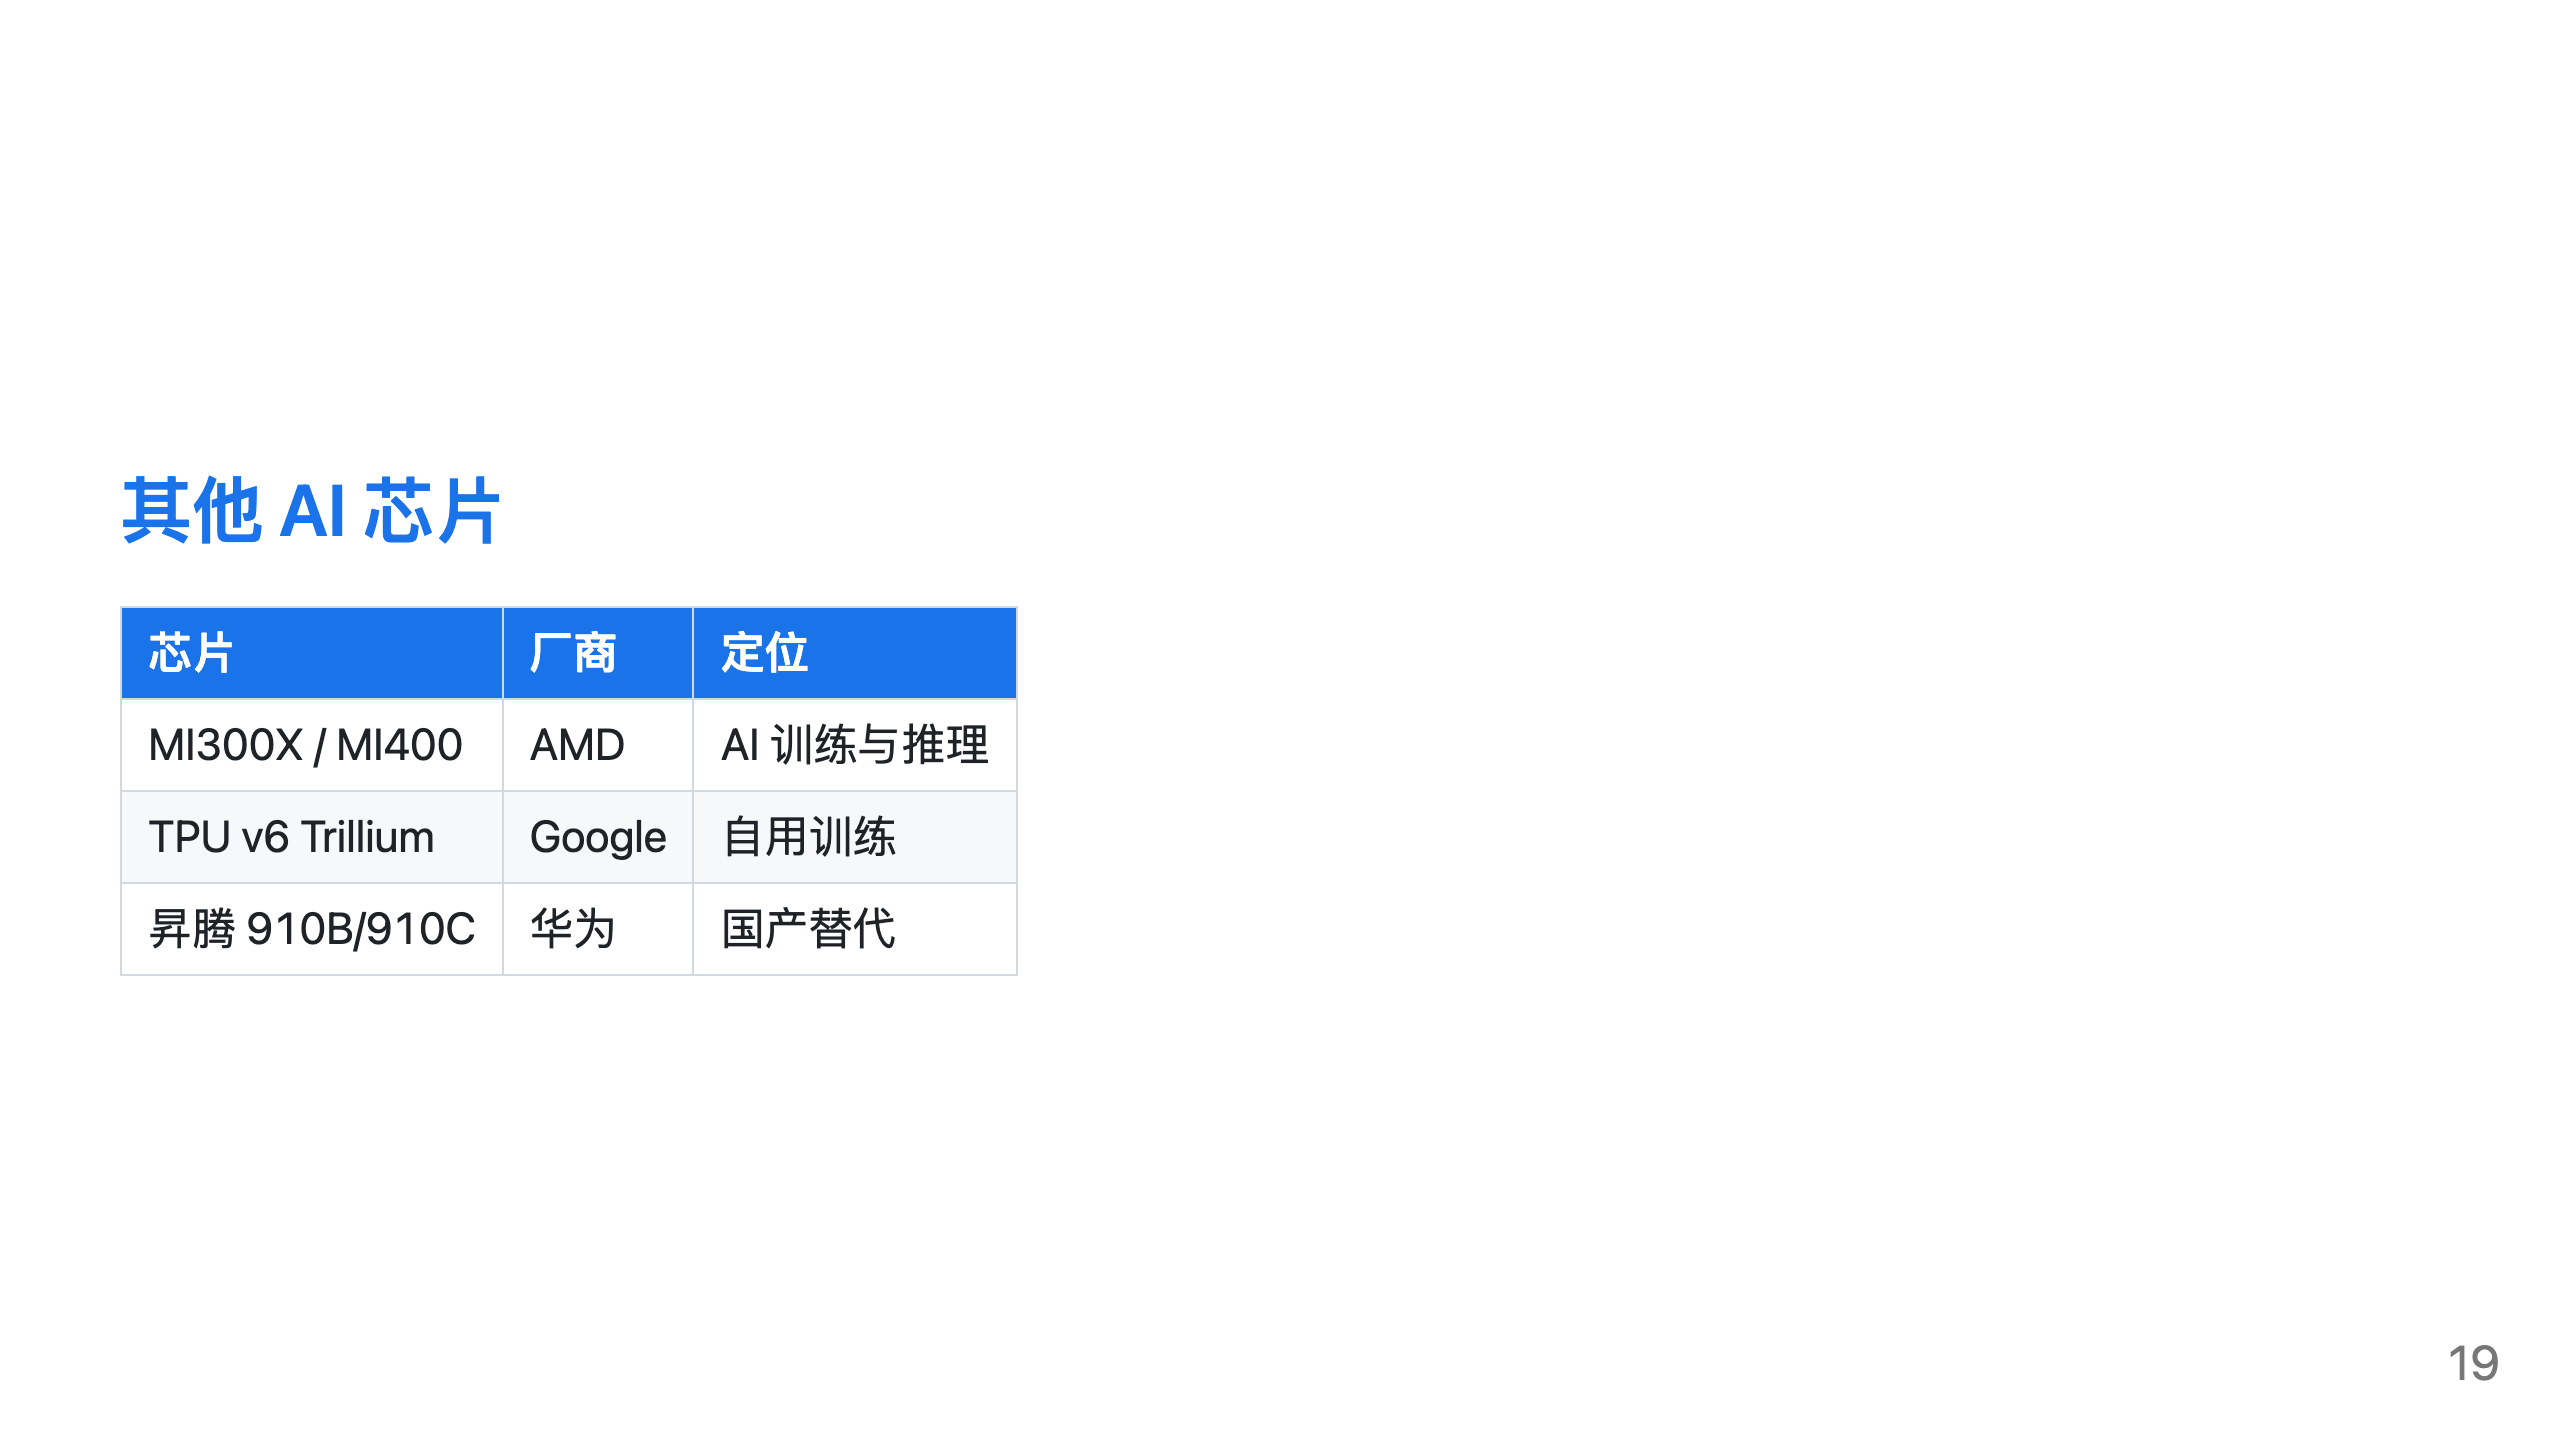 其他 AI 芯片
芯片 厂商 定位
MI300X / MI400 AMD AI 训练与推理
TPU v6 Trillium Google 自用训练
昇腾 910B/910C 华为 国产替代
19